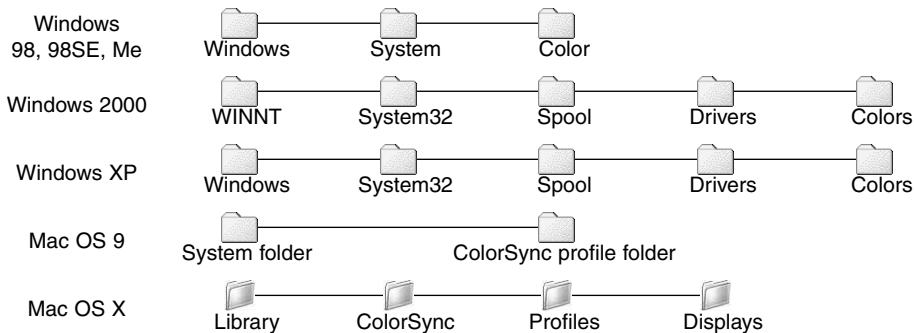 Windows
98, 98SE, Me
Windows System Color
Windows 2000
WINNT System32 Spool Drivers Colors
Windows XP
Windows System32 Spool Drivers Colors
Mac OS 9
System folder ColorSync profile folder
Mac OS X
Library ColorSync Profiles Displays